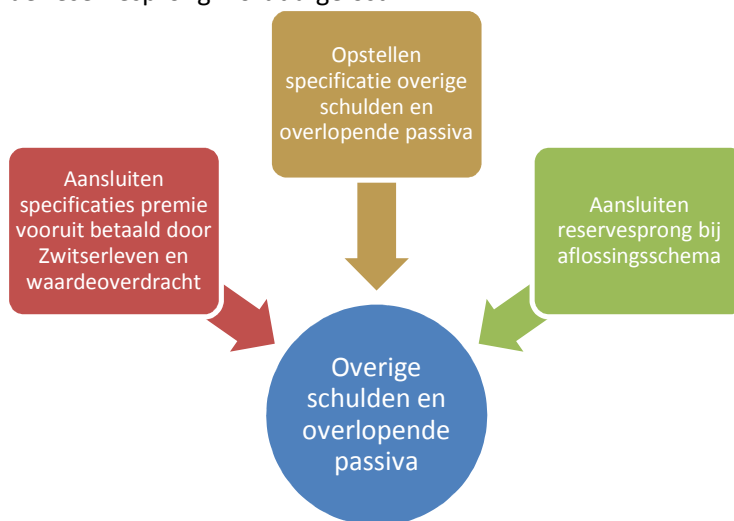 Opstellen
specificatie overige
schulden en
overlopende passiva
Aansluiten
specificaties premie
vooruit betaald door
Zwitserleven en
waardeoverdracht
Aansluiten
reservesprong bij
aflossingsschema
Overige
schulden en
overlopende
passiva